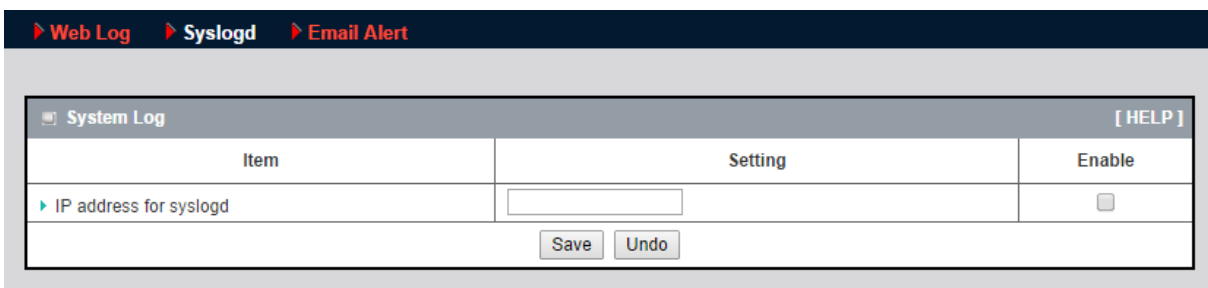 Web Log Syslogd Email Alert
System Log [ HELP ]
Item Setting Enable
IP address for syslogd
Save Undo